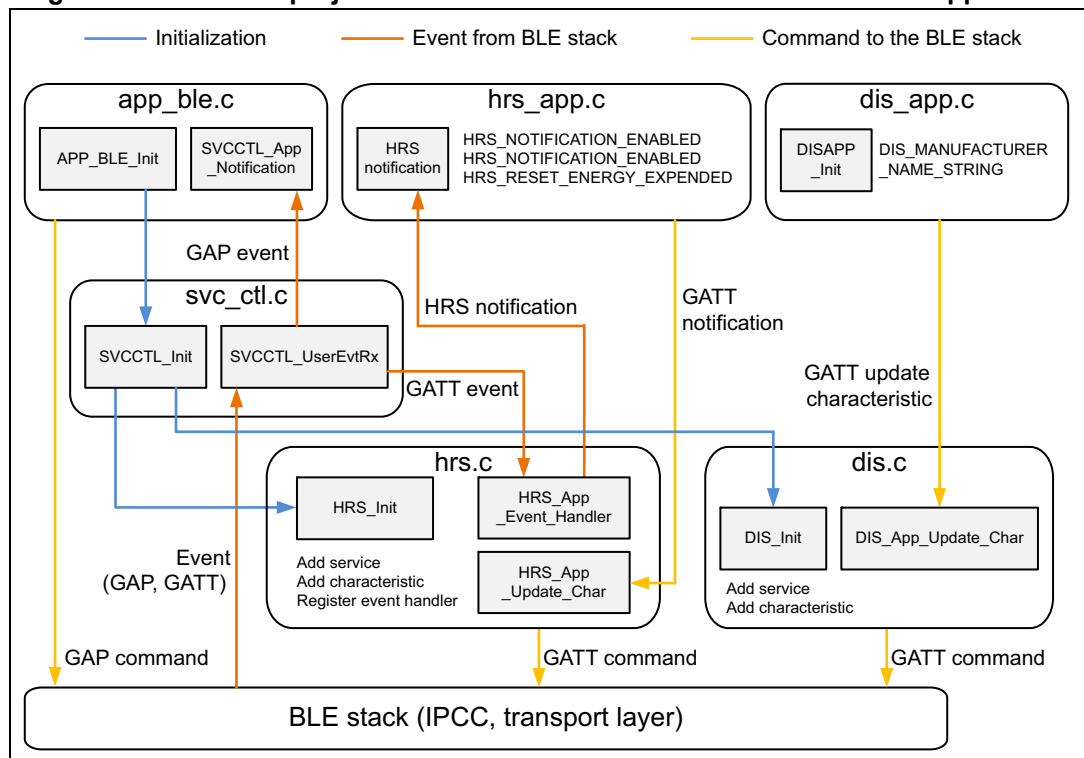 Initialization
Event from BLE stack
Command to the BLE stack
app_ble.c
APP_BLE_Init
SVCCTL_App
_Notification
hrs_app.c
HRS
notification
HRS_NOTIFICATION_ENABLED
HRS_NOTIFICATION_ENABLED
HRS_RESET_ENERGY_EXPENDED
dis_app.c
DISAPP
_Init
DIS_MANUFACTURER
_NAME_STRING
GAP event
HRS notification
GATT
notification
svc_ctl.c
SVCCTL_Init
SVCCTL_UserEvtRx
GATT event
GATT update
characteristic
hrs.c
HRS_Init
HRS_App
_Event_Handler
Add service
Add characteristic
Register event handler
HRS_App
_Update_Char
dis.c
DIS_Init
DIS_App_Update_Char
Add service
Add characteristic
Event
(GAP, GATT)
GAP command
GATT command
GATT command
BLE stack (IPCC, transport layer)